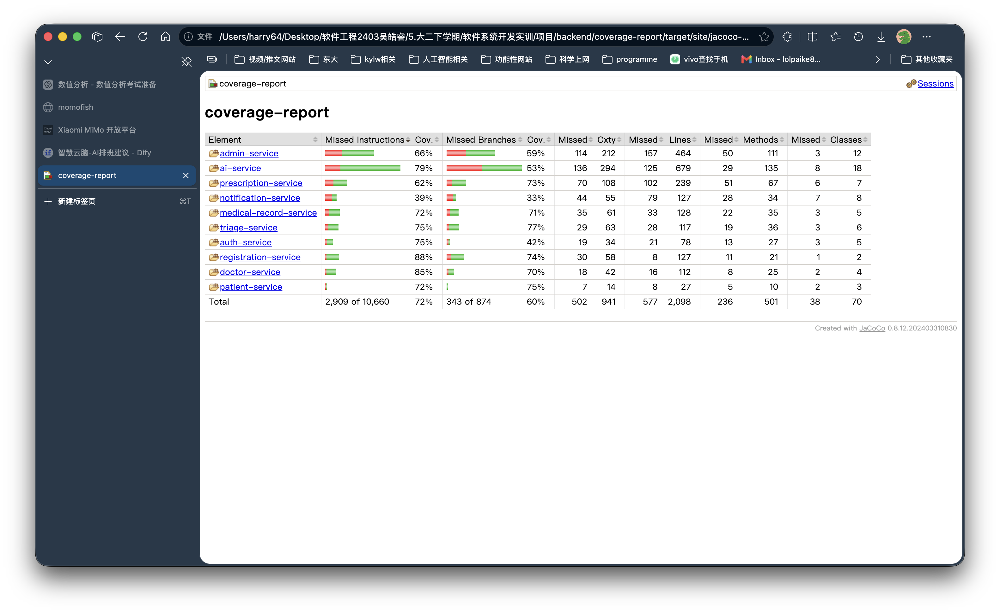 文件 /Users/harry64/Desktop/软件工程2403吴皓睿/5.大二下学期/软件系统开发实训/项目/backend/coverage-report/target/site/jacoco-...
视频/推文网站 东大 kylw相关 人工智能相关 功能性网站 科学上网 programme vivo查找手机 Inbox - lolpaike8... 其他收藏夹
数值分析 - 数值分析考试准备
momofish
Xiaomi MiMo 开放平台
智慧云脑-AI排班建议 - Dify
coverage-report
新建标签页 ⌘T
coverage-report Sessions
coverage-report
Element Missed Instructions Cov. Missed Branches Cov. Missed Cxty Missed Lines Missed Methods Missed Classes
admin-service 66% 59% 114 212 157 464 50 111 3 12
ai-service 79% 53% 136 294 125 679 29 135 8 18
prescription-service 62% 73% 70 108 102 239 51 67 6 7
notification-service 39% 33% 44 55 79 127 28 34 7 8
medical-record-service 72% 71% 35 61 33 128 22 35 3 5
triage-service 75% 77% 29 63 28 117 19 36 3 6
auth-service 75% 42% 19 34 21 78 13 27 3 5
registration-service 88% 74% 30 58 8 127 11 21 1 2
doctor-service 85% 70% 18 42 16 112 8 25 2 4
patient-service 72% 75% 7 14 8 27 5 10 2 3
Total 2,909 of 10,660 72% 343 of 874 60% 502 941 577 2,098 236 501 38 70
Created with JaCoCo 0.8.12.202403310830